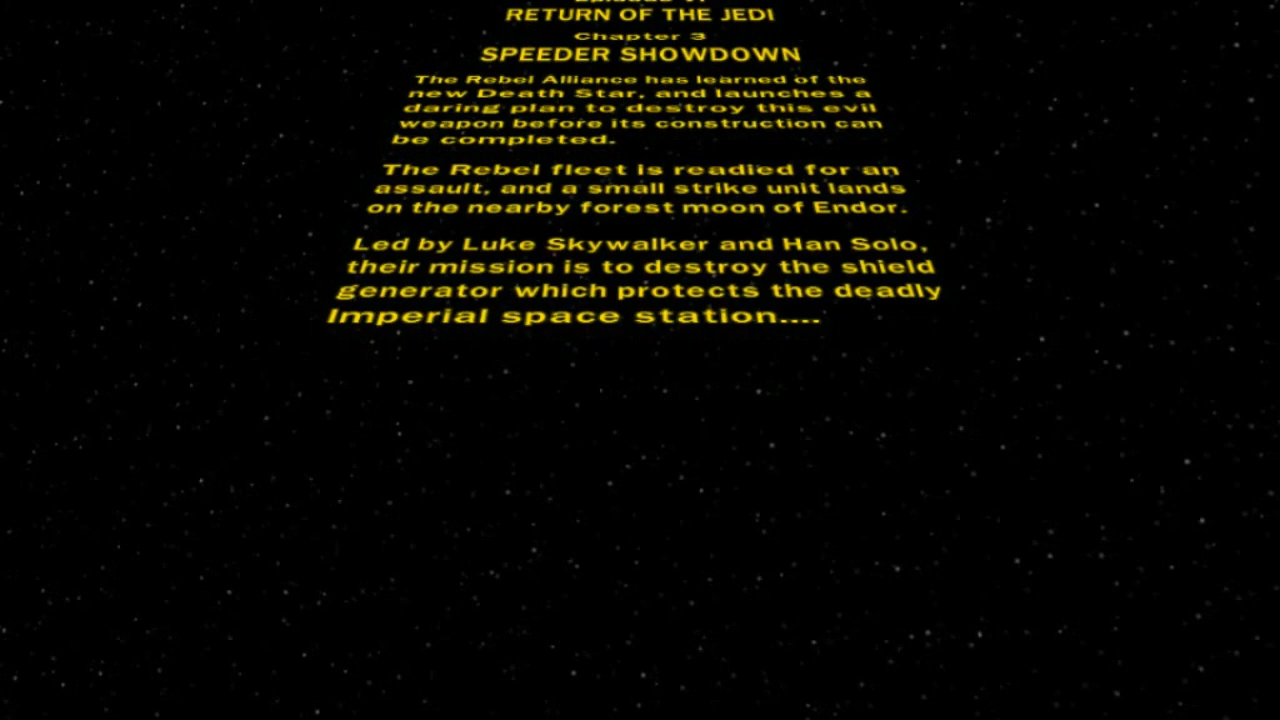 Episode VI
RETURN OF THE JEDI
Chapter 3
SPEEDER SHOWDOWN
The Rebel Alliance has learned of the
new Death Star, and launches a
daring plan to destroy this evil
weapon before its construction can
be completed.
The Rebel fleet is readied for an
assault, and a small strike unit lands
on the nearby forest moon of Endor.
Led by Luke Skywalker and Han Solo,
their mission is to destroy the shield
generator which protects the deadly
Imperial space station....